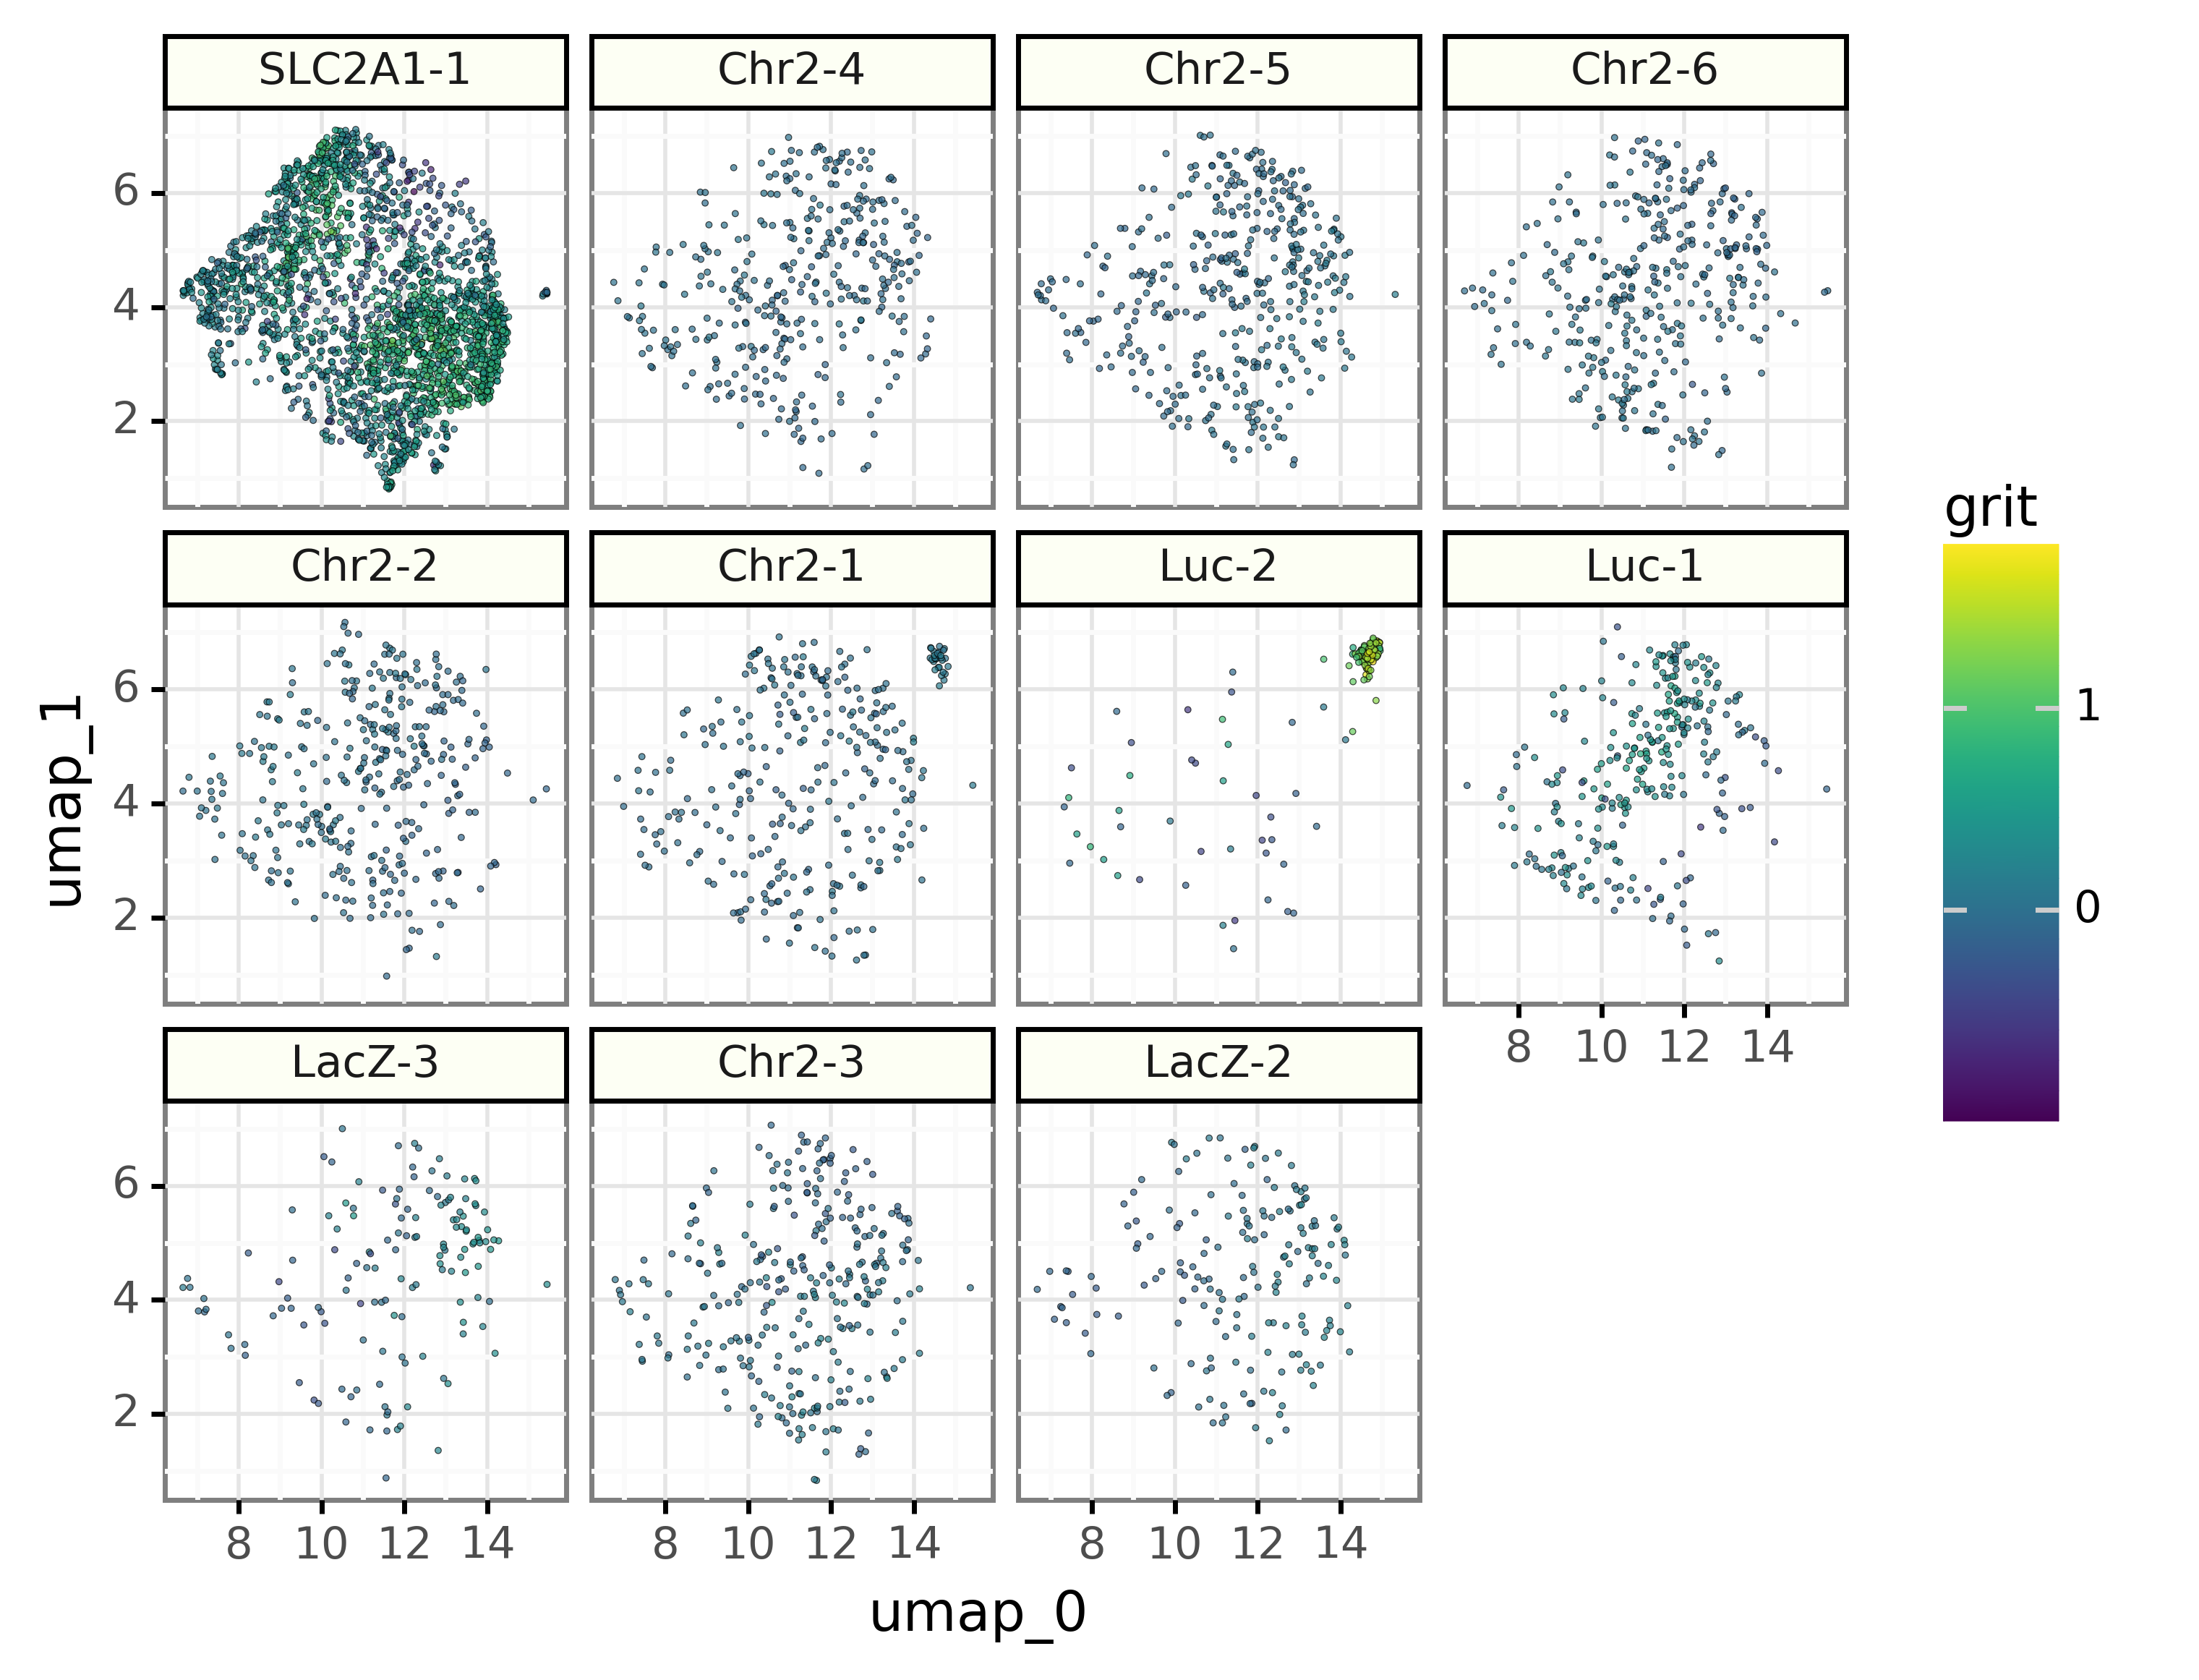 SLC2A1-1 Chr2-4 Chr2-5 Chr2-6
6
4
2
Chr2-2 Chr2-1 Luc-2 Luc-1
6
4
2
8 10 12 14
LacZ-3 Chr2-3 LacZ-2
6
4
2
8 10 12 14 8 10 12 14 8 10 12 14
umap_0
umap_1
grit
1
0